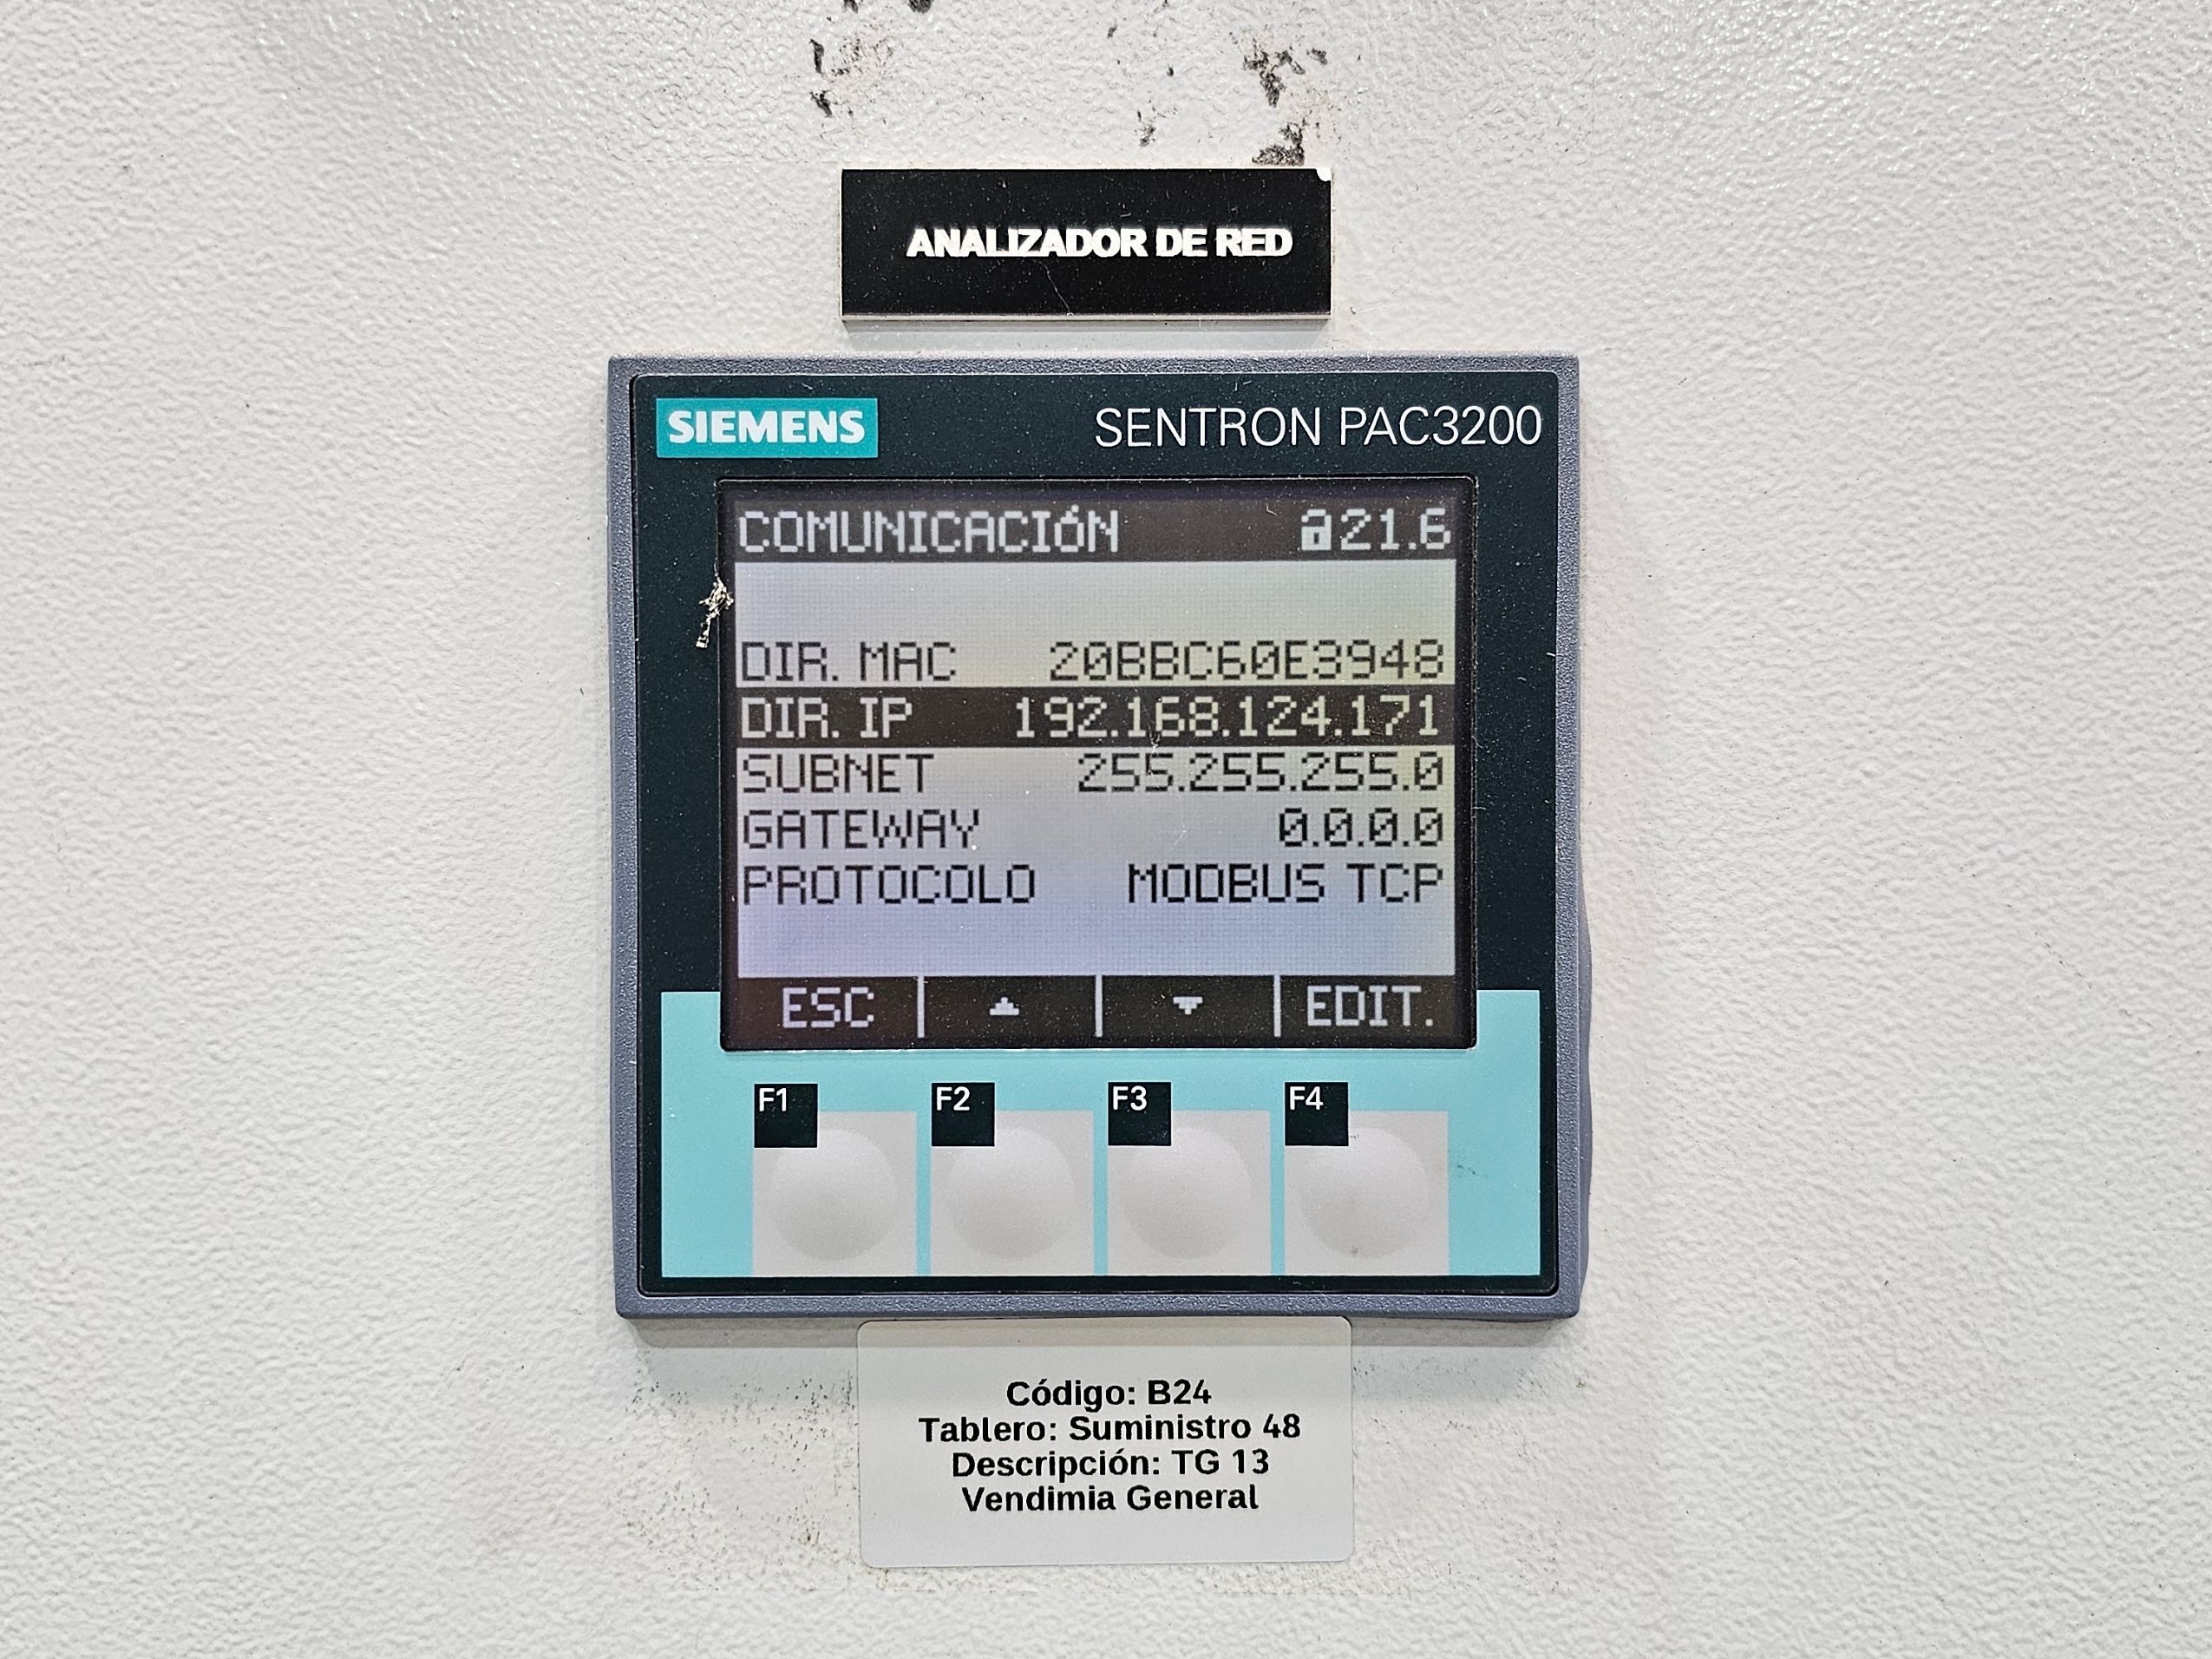 ANALIZADOR DE RED
SIEMENS SENTRON PAC3200
COMUNICACIÓN 21.6
DIR. MAC 20BBC60E3948
DIR. IP 192.168.124.171
SUBNET 255.255.255.0
GATEWAY 0.0.0.0
PROTOCOLO MODBUS TCP
ESC EDIT.
F1 F2 F3 F4
Código: B24
Tablero: Suministro 48
Descripción: TG 13
Vendimia General